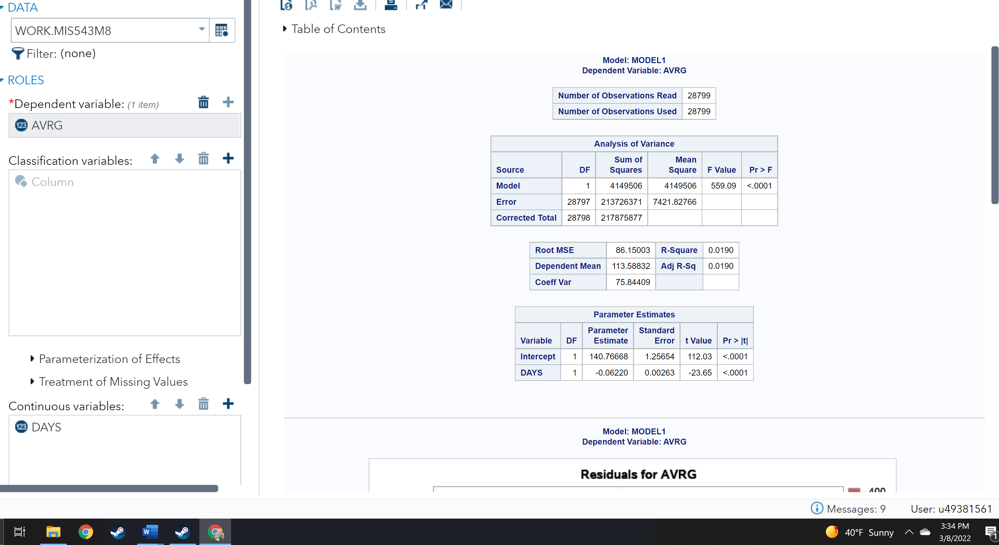 DATA
WORK.MIS543M8
Filter: (none)
ROLES
*Dependent variable: (1 item)
123 AVRG
Classification variables:
Column
Parameterization of Effects
Treatment of Missing Values
Continuous variables:
123 DAYS
Table of Contents
Model: MODEL1
Dependent Variable: AVRG
Number of Observations Read 28799
Number of Observations Used 28799
Analysis of Variance
Source DF Sum of Squares Mean Square F Value Pr > F
Model 1 4149506 4149506 559.09 <.0001
Error 28797 213726371 7421.82766
Corrected Total 28798 217875877
Root MSE 86.15003 R-Square 0.0190
Dependent Mean 113.58832 Adj R-Sq 0.0190
Coeff Var 75.84409
Parameter Estimates
Variable DF Parameter Estimate Standard Error t Value Pr > |t|
Intercept 1 140.76668 1.25654 112.03 <.0001
DAYS 1 -0.06220 0.00263 -23.65 <.0001
Model: MODEL1
Dependent Variable: AVRG
Residuals for AVRG
400
Messages: 9 User: u49381561
W
40°F Sunny
3:34 PM
3/8/2022
1